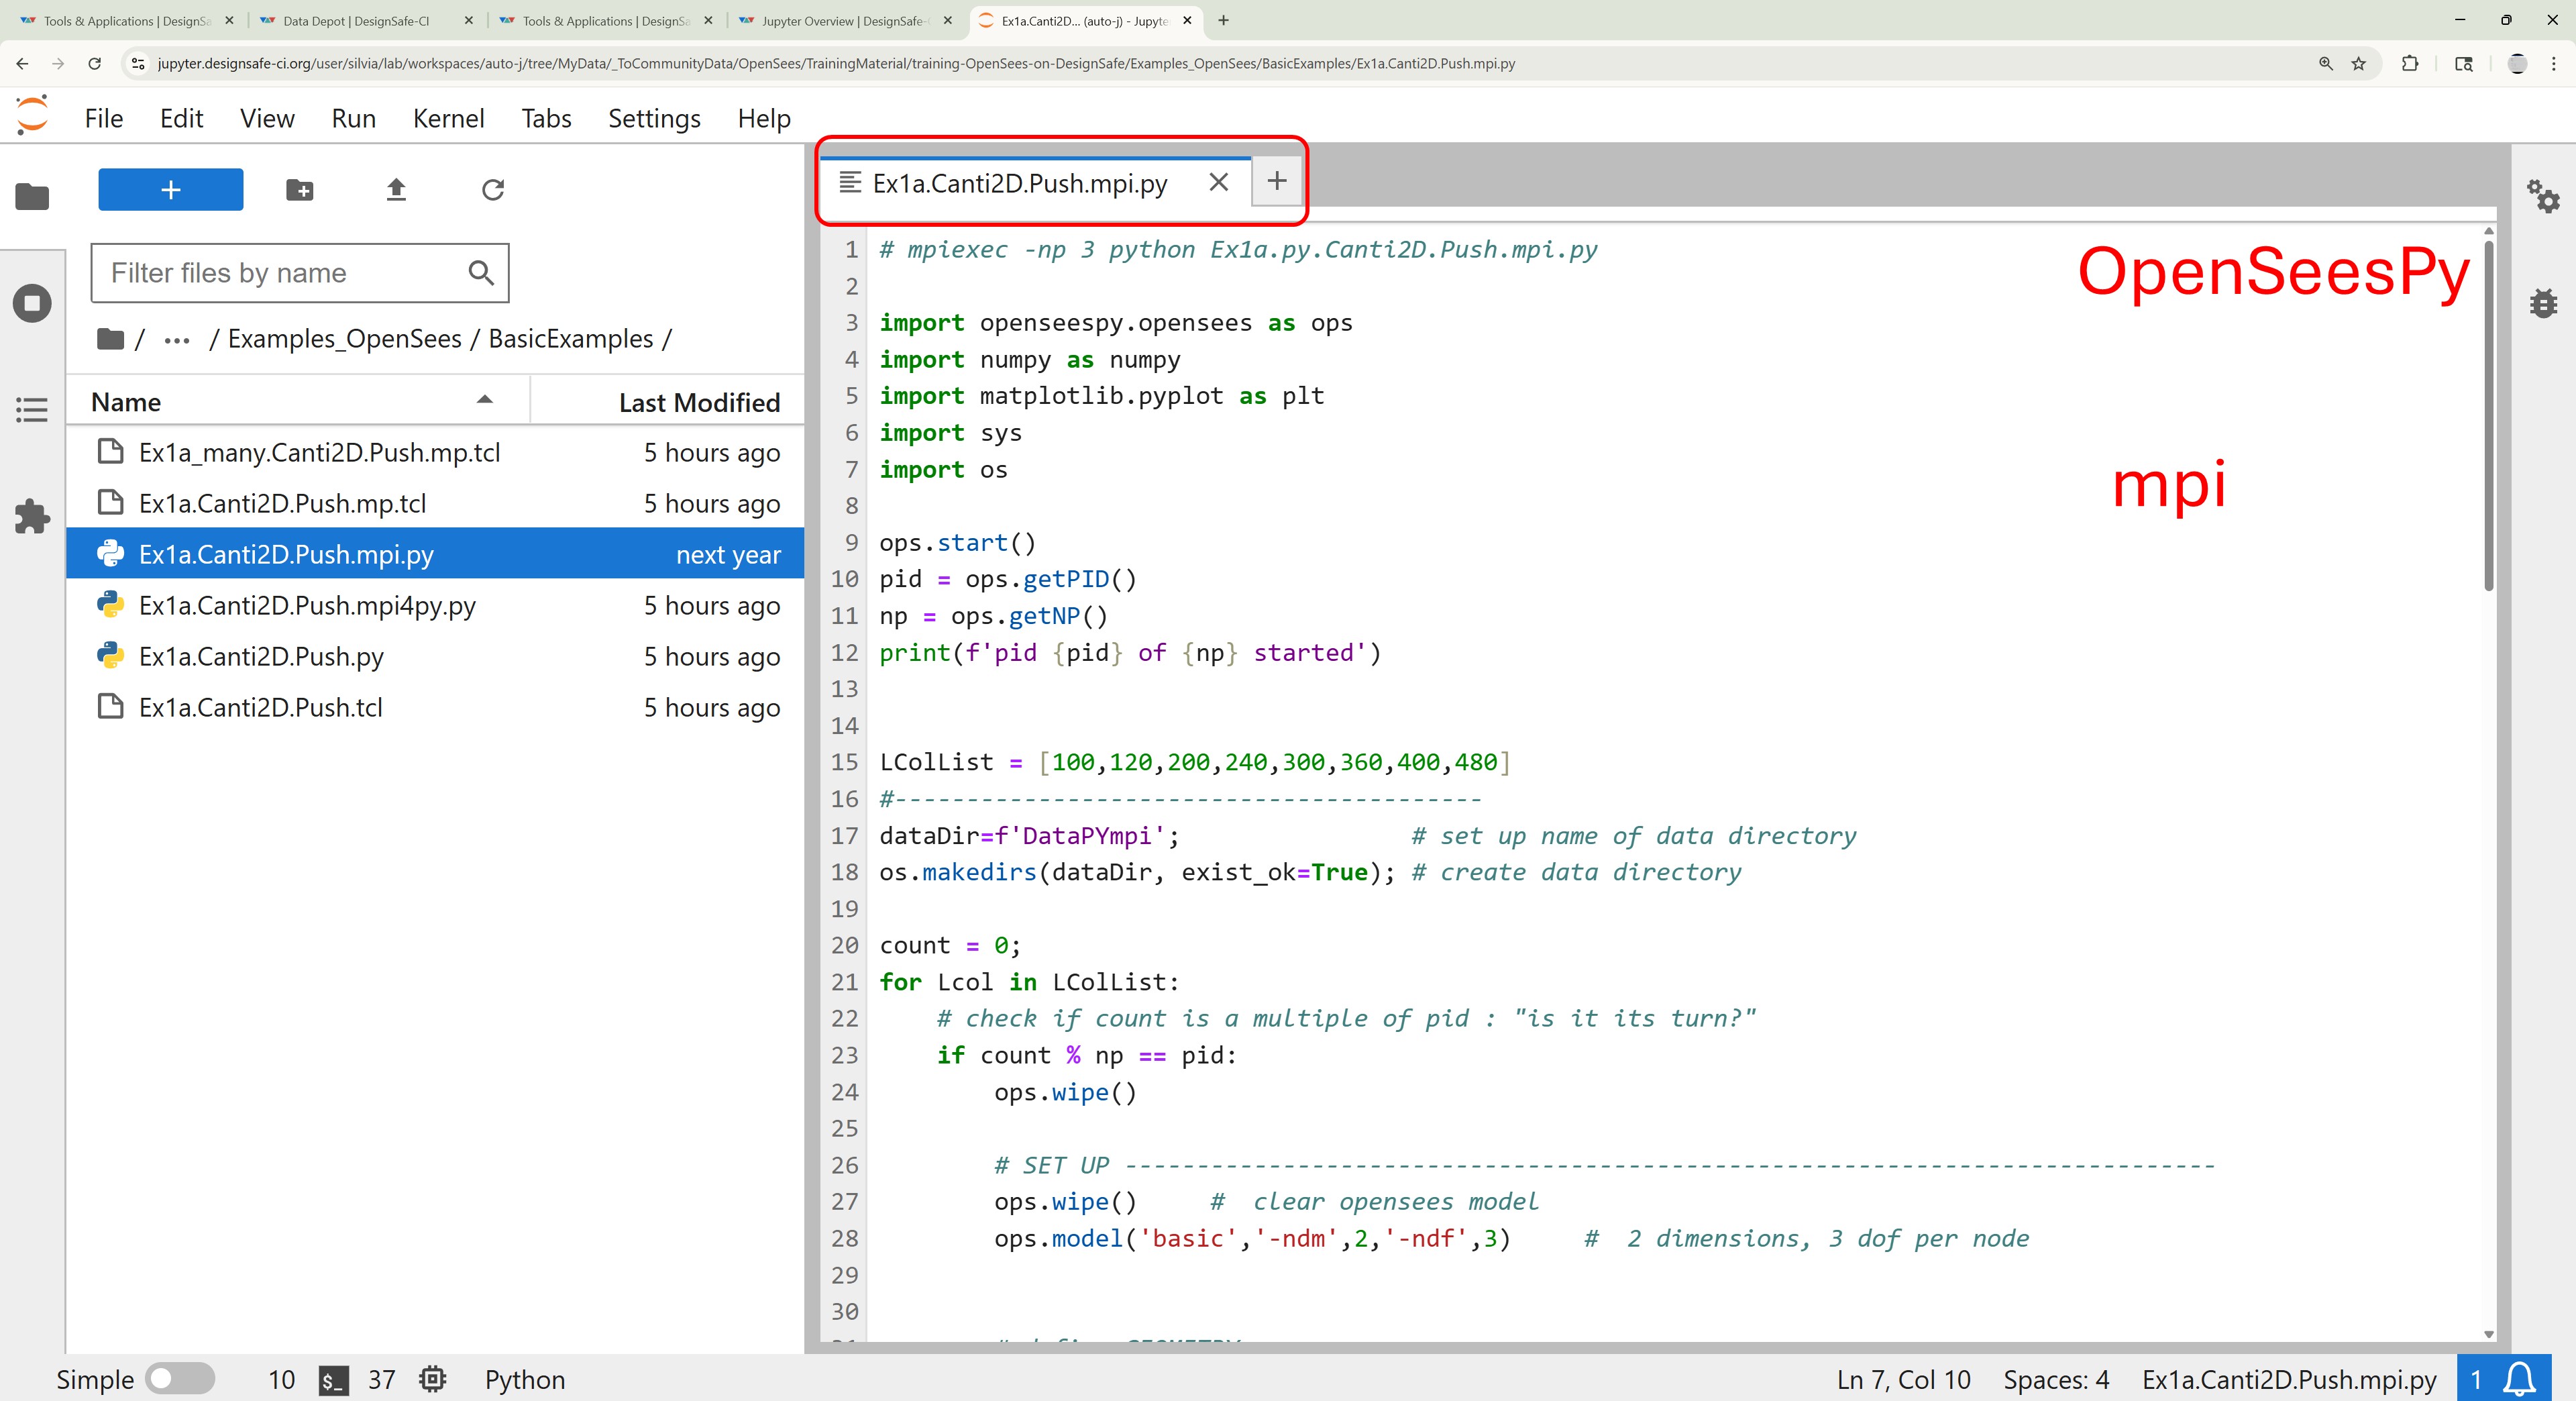 Tools & Applications | DesignSa
Data Depot | DesignSafe-CI
Tools & Applications | DesignSa
Jupyter Overview | DesignSafe-
Ex1a.Canti2D... (auto-j) - Jupyte
jupyter.designsafe-ci.org/user/silvia/lab/workspaces/auto-j/tree/MyData/_ToCommunityData/OpenSees/TrainingMaterial/training-OpenSees-on-DesignSafe/Examples_OpenSees/BasicExamples/Ex1a.Canti2D.Push.mpi.py
File Edit View Run Kernel Tabs Settings Help
+
Filter files by name
/ ... / Examples_OpenSees / BasicExamples /
Name Last Modified
Ex1a_many.Canti2D.Push.mp.tcl 5 hours ago
Ex1a.Canti2D.Push.mp.tcl 5 hours ago
Ex1a.Canti2D.Push.mpi.py next year
Ex1a.Canti2D.Push.mpi4py.py 5 hours ago
Ex1a.Canti2D.Push.py 5 hours ago
Ex1a.Canti2D.Push.tcl 5 hours ago
Ex1a.Canti2D.Push.mpi.py
OpenSeesPy
mpi
1 # mpiexec -np 3 python Ex1a.py.Canti2D.Push.mpi.py
2
3 import openseespy.opensees as ops
4 import numpy as numpy
5 import matplotlib.pyplot as plt
6 import sys
7 import os
8
9 ops.start()
10 pid = ops.getPID()
11 np = ops.getNP()
12 print(f'pid {pid} of {np} started')
13
14
15 LColList = [100,120,200,240,300,360,400,480]
16 #-----------------------------------------
17 dataDir=f'DataPYmpi'; # set up name of data directory
18 os.makedirs(dataDir, exist_ok=True); # create data directory
19
20 count = 0;
21 for Lcol in LColList:
22 # check if count is a multiple of pid : "is it its turn?"
23 if count % np == pid:
24 ops.wipe()
25
26 # SET UP ----------------------------------------------------------------------------
27 ops.wipe() # clear opensees model
28 ops.model('basic','-ndm',2,'-ndf',3) # 2 dimensions, 3 dof per node
29
30
Simple 10 $_ 37 Python Ln 7, Col 10 Spaces: 4 Ex1a.Canti2D.Push.mpi.py 1